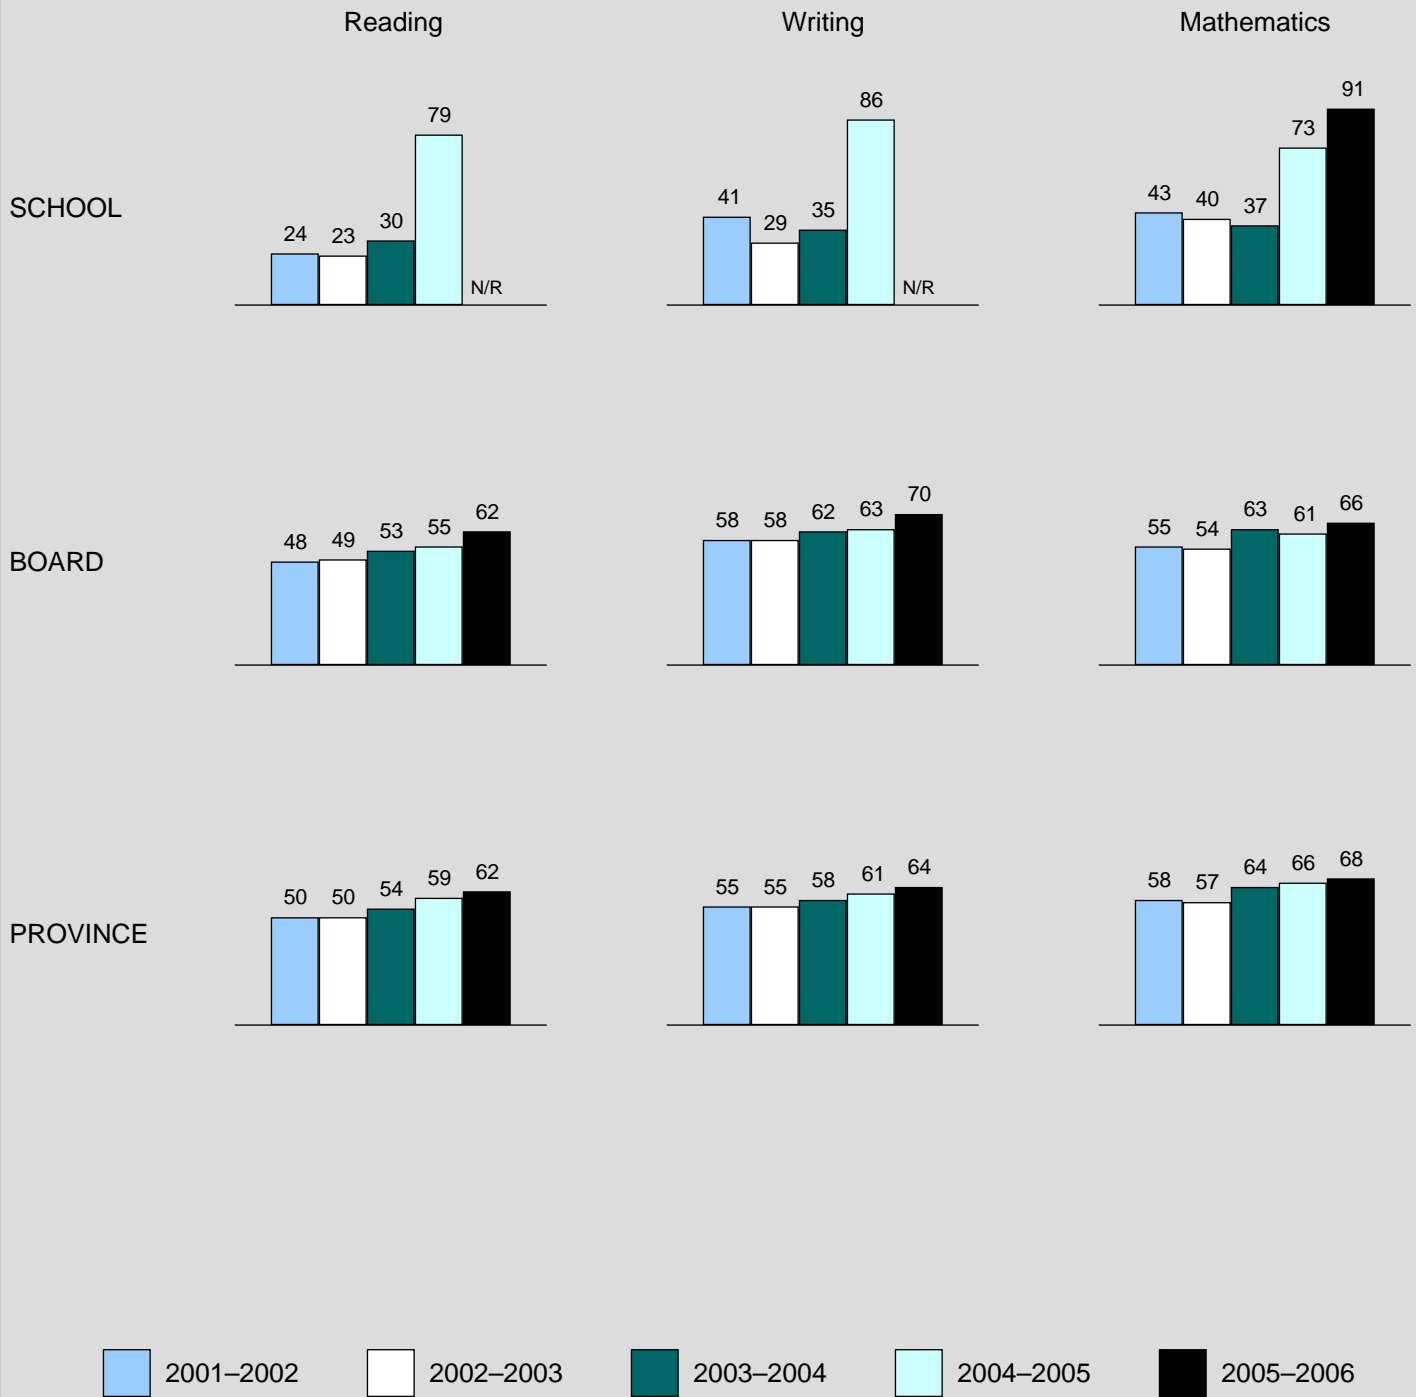 Reading Writing Mathematics
SCHOOL
24 23 30 79 N/R
41 29 35 86 N/R
43 40 37 73 91
BOARD
48 49 53 55 62
58 58 62 63 70
55 54 63 61 66
PROVINCE
50 50 54 59 62
55 55 58 61 64
58 57 64 66 68
2001–2002 2002–2003 2003–2004 2004–2005 2005–2006